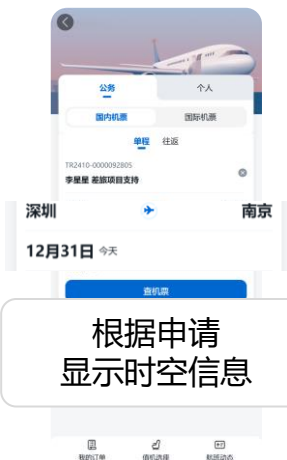 公务 个人
国内机票 国际机票
单程 往返
TR2410-0000092805
李星星 差旅项目支持
深圳 南京
12月31日 今天
查机票
根据申请
显示时空信息
我的订单 值机选座 航班动态